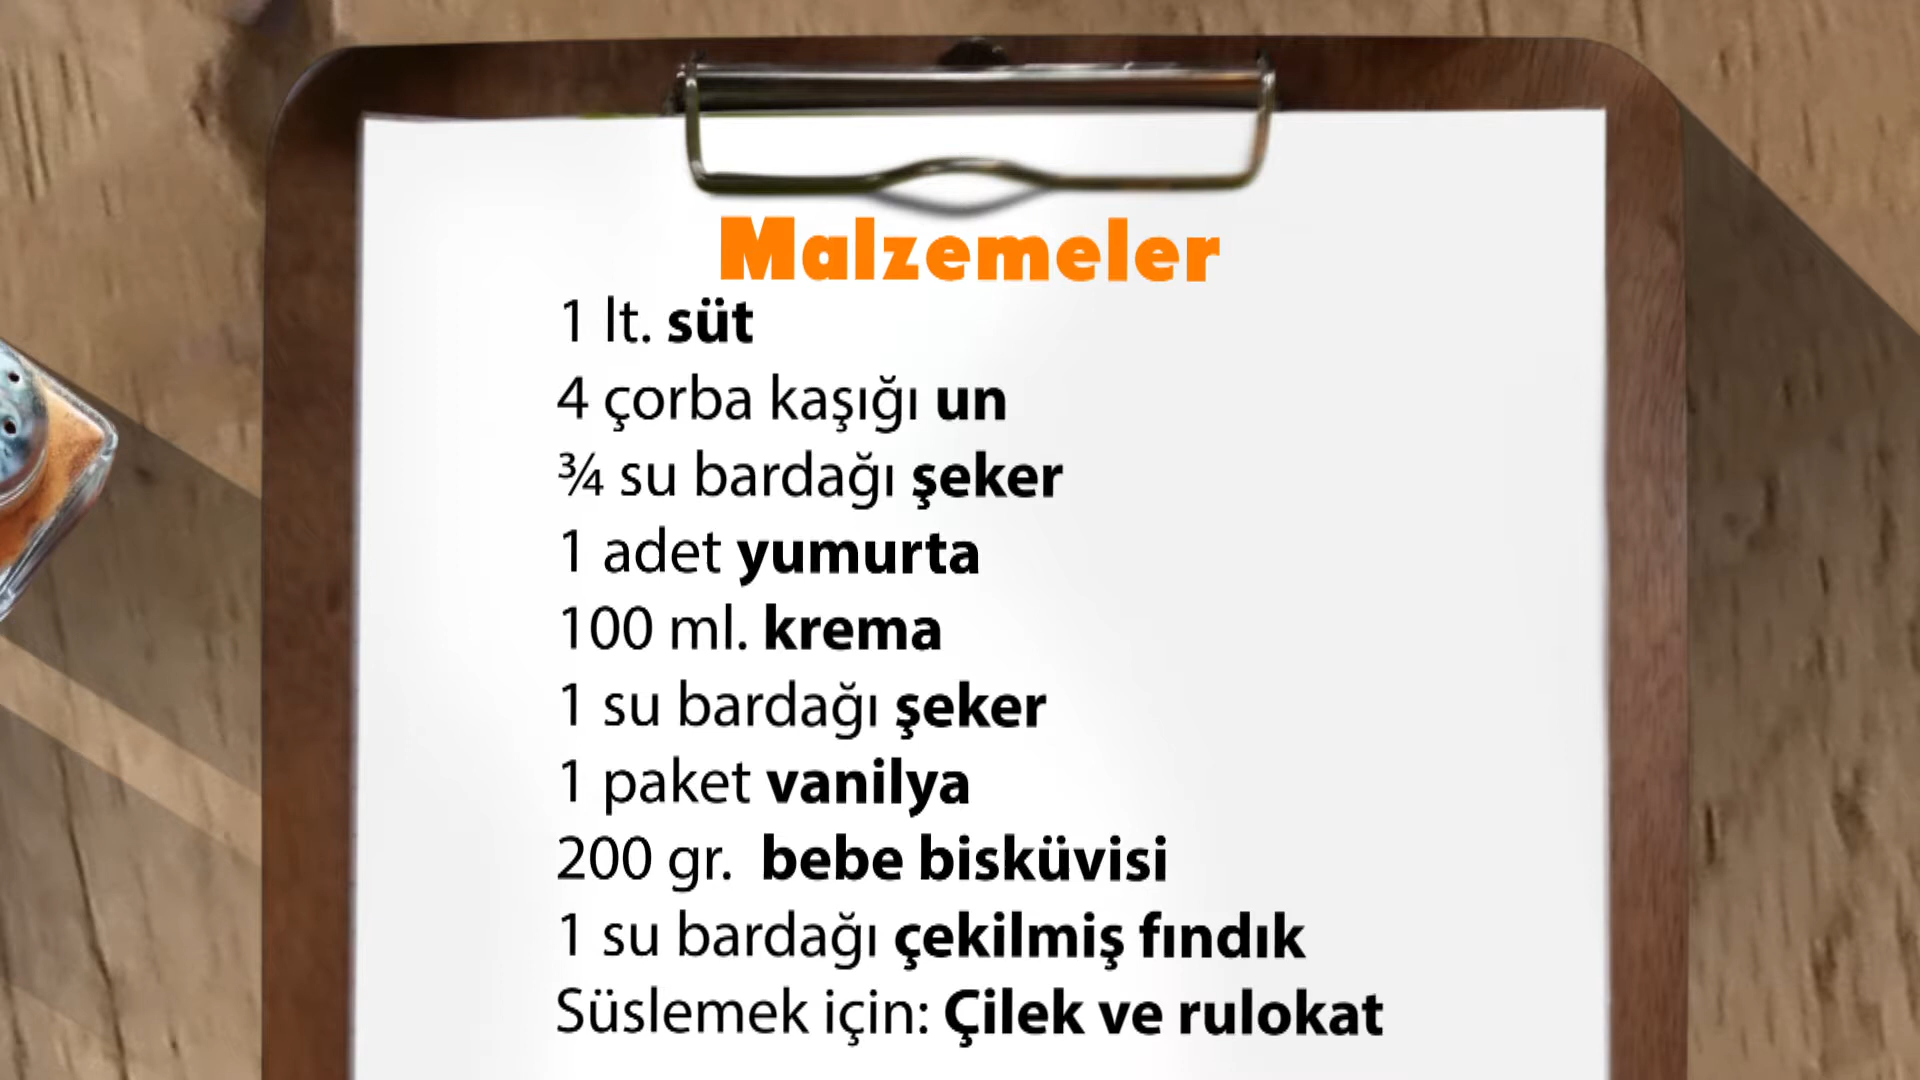 Malzemeler
1 lt. süt
4 çorba kaşığı un
¾ su bardağı şeker
1 adet yumurta
100 ml. krema
1 su bardağı şeker
1 paket vanilya
200 gr. bebe bisküvisi
1 su bardağı çekilmiş fındık
Süslemek için: Çilek ve rulokat